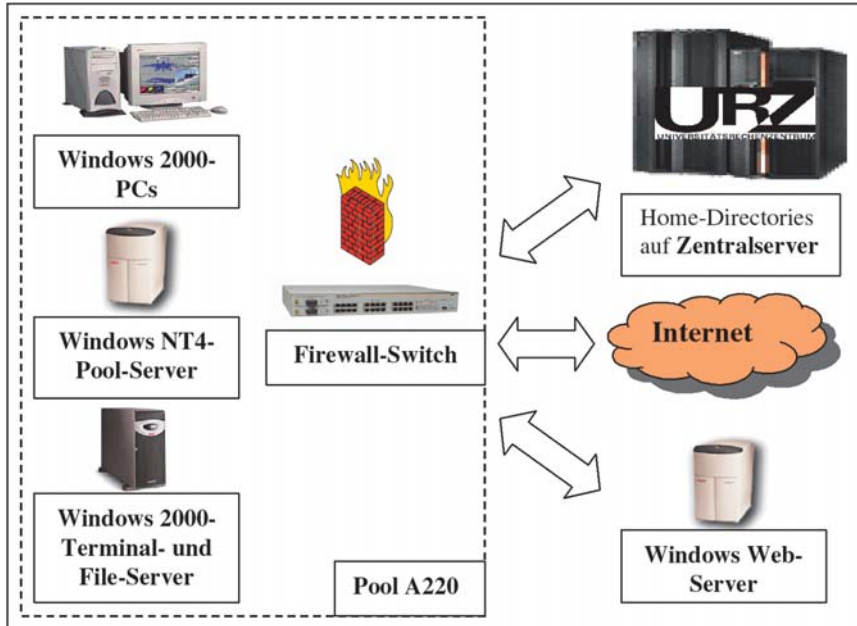 Windows 2000-
PCs
Windows NT4-
Pool-Server
Windows 2000-
Terminal- und
File-Server
Firewall-Switch
Pool A220
URZ
UNIVERSITÄTSRECHENZENTRUM
Home-Directories
auf Zentralserver
Internet
Windows Web-
Server